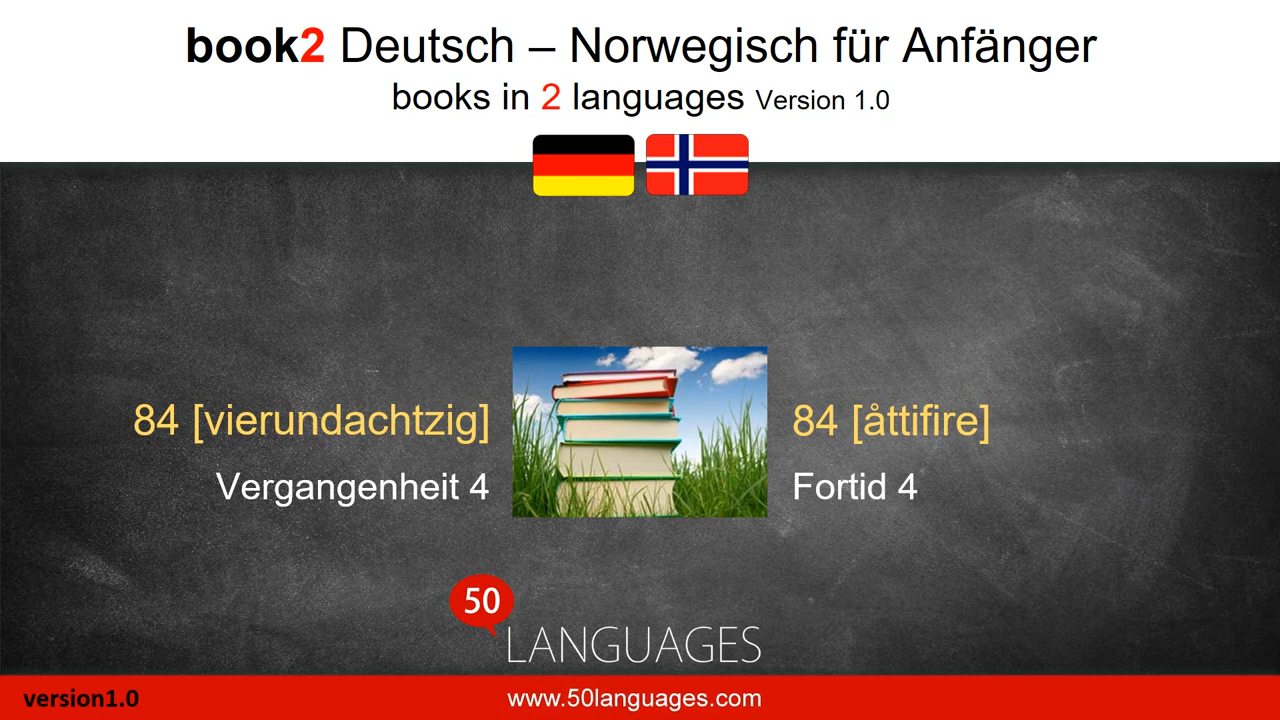 book2 Deutsch – Norwegisch für Anfänger
books in 2 languages Version 1.0
84 [vierundachtzig]
Vergangenheit 4
84 [åttifire]
Fortid 4
50
LANGUAGES
version1.0
www.50languages.com